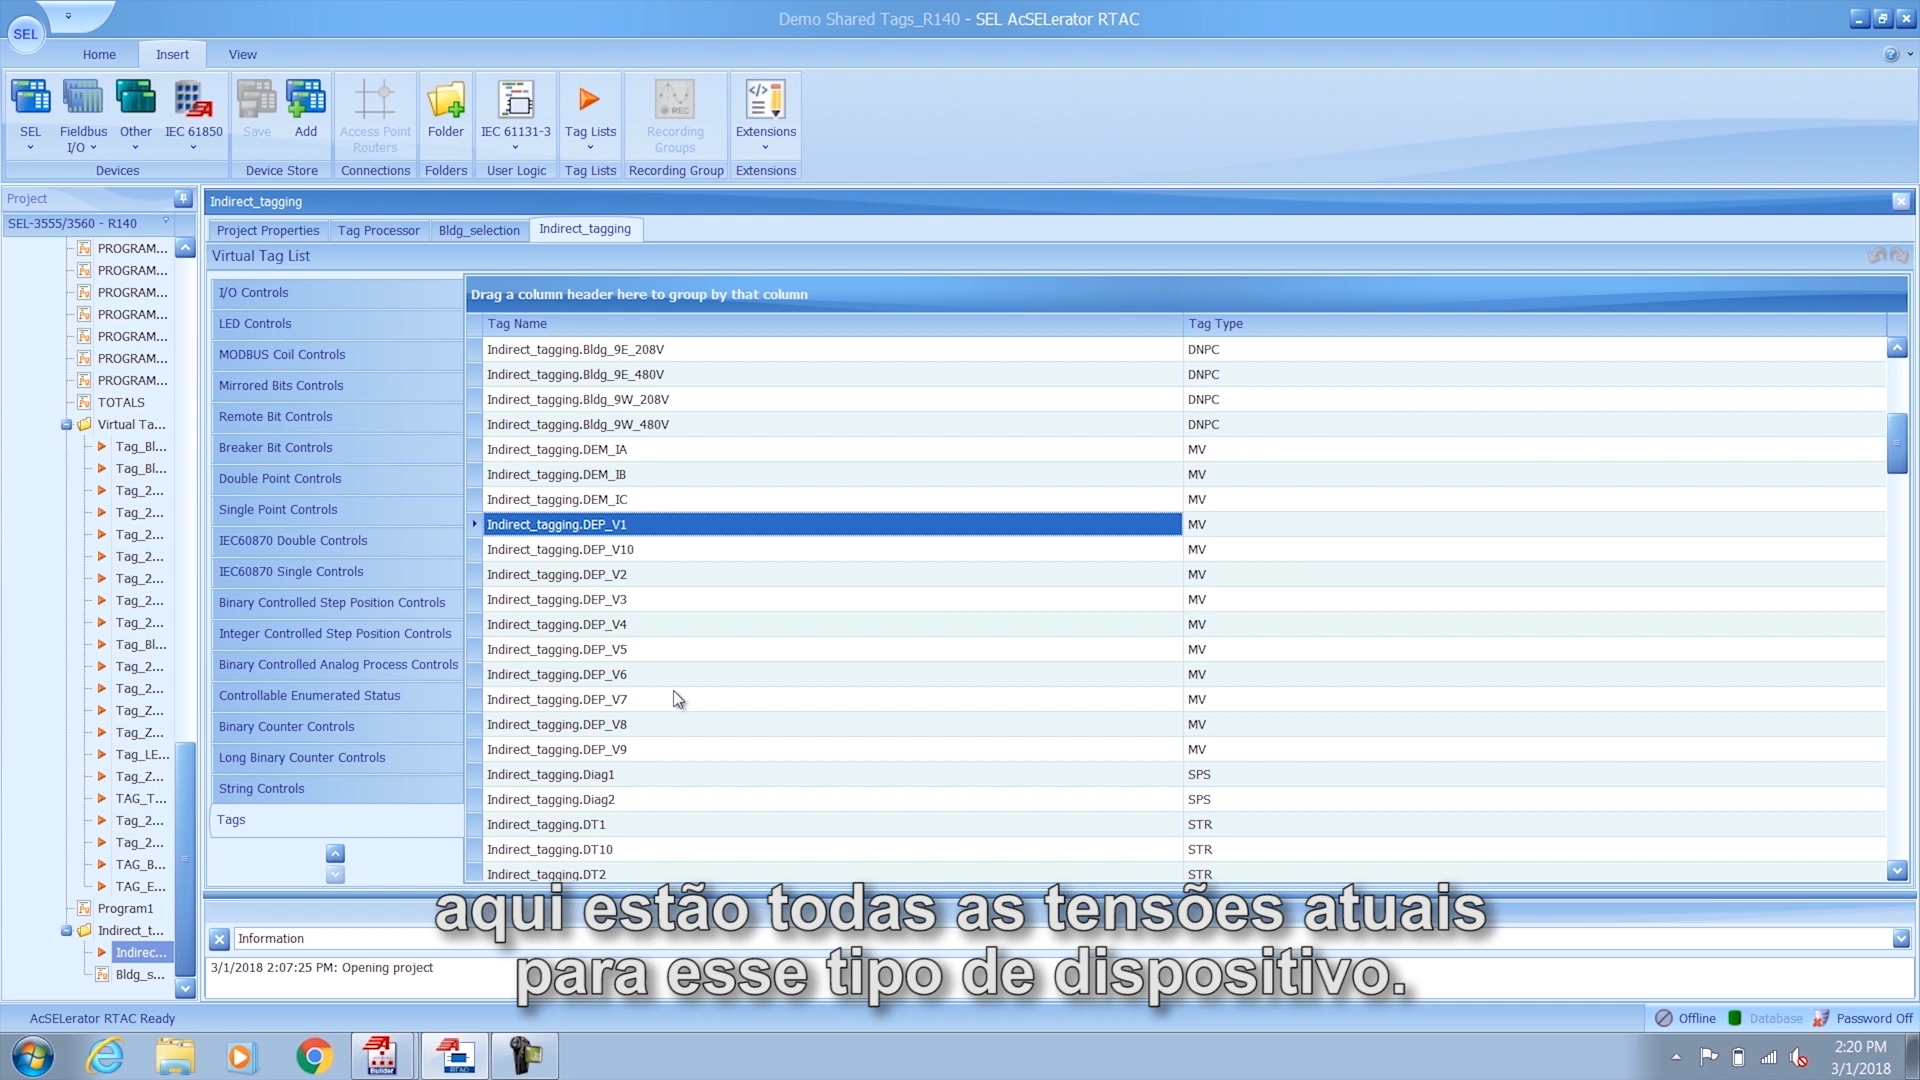 Demo Shared Tags_R140 - SEL AcSELerator RTAC
SEL
Home Insert View
SEL
Fieldbus I/O
Other
IEC 61850
Save
Add
Access Point Routers
Folder
IEC 61131-3
Tag Lists
Recording Groups
REC
Extensions
Devices
Device Store
Connections
Folders
User Logic
Tag Lists
Recording Group
Extensions
Project
SEL-3555/3560 - R140
PROGRAM...
PROGRAM...
PROGRAM...
PROGRAM...
PROGRAM...
PROGRAM...
PROGRAM...
TOTALS
Virtual Ta...
Tag_Bl...
Tag_Bl...
Tag_2...
Tag_2...
Tag_2...
Tag_2...
Tag_2...
Tag_2...
Tag_2...
Tag_Bl...
Tag_2...
Tag_2...
Tag_Z...
Tag_Z...
Tag_LE...
Tag_Z...
TAG_T...
Tag_2...
Tag_2...
TAG_B...
TAG_E...
Program1
Indirect_t...
Indirec...
Bldg_s...
Indirect_tagging
Project Properties
Tag Processor
Bldg_selection
Indirect_tagging
Virtual Tag List
I/O Controls
LED Controls
MODBUS Coil Controls
Mirrored Bits Controls
Remote Bit Controls
Breaker Bit Controls
Double Point Controls
Single Point Controls
IEC60870 Double Controls
IEC60870 Single Controls
Binary Controlled Step Position Controls
Integer Controlled Step Position Controls
Binary Controlled Analog Process Controls
Controllable Enumerated Status
Binary Counter Controls
Long Binary Counter Controls
String Controls
Tags
Drag a column header here to group by that column
Tag Name Tag Type
Indirect_tagging.Bldg_9E_208V DNPC
Indirect_tagging.Bldg_9E_480V DNPC
Indirect_tagging.Bldg_9W_208V DNPC
Indirect_tagging.Bldg_9W_480V DNPC
Indirect_tagging.DEM_IA MV
Indirect_tagging.DEM_IB MV
Indirect_tagging.DEM_IC MV
Indirect_tagging.DEP_V1 MV
Indirect_tagging.DEP_V10 MV
Indirect_tagging.DEP_V2 MV
Indirect_tagging.DEP_V3 MV
Indirect_tagging.DEP_V4 MV
Indirect_tagging.DEP_V5 MV
Indirect_tagging.DEP_V6 MV
Indirect_tagging.DEP_V7 MV
Indirect_tagging.DEP_V8 MV
Indirect_tagging.DEP_V9 MV
Indirect_tagging.Diag1 SPS
Indirect_tagging.Diag2 SPS
Indirect_tagging.DT1 STR
Indirect_tagging.DT10 STR
Indirect_tagging.DT2 STR
aqui estão todas as tensões atuais
para esse tipo de dispositivo.
Information
3/1/2018 2:07:25 PM: Opening project
AcSELerator RTAC Ready
Offline
Database
Password Off
Builder
RTAC
2:20 PM
3/1/2018